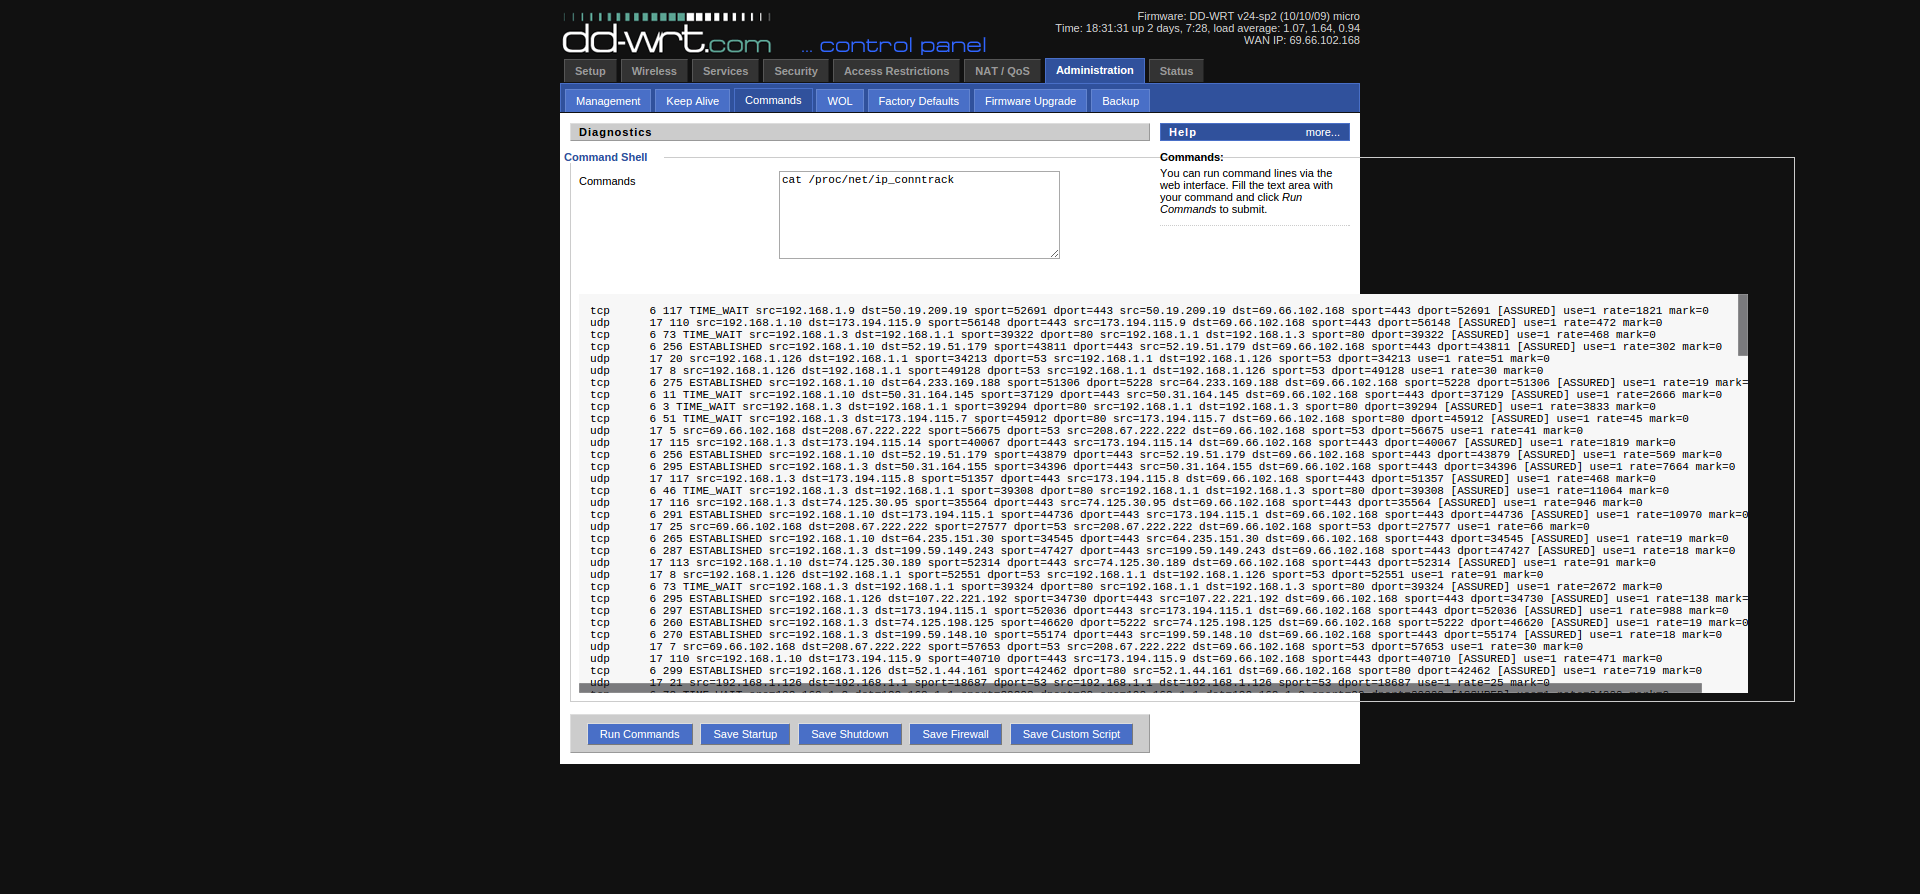 dd-wrt.com ... control panel
Firmware: DD-WRT v24-sp2 (10/10/09) micro
Time: 18:31:31 up 2 days, 7:28, load average: 1.07, 1.64, 0.94
WAN IP: 69.66.102.168
Setup Wireless Services Security Access Restrictions NAT / QoS Administration Status
Management Keep Alive Commands WOL Factory Defaults Firmware Upgrade Backup
Diagnostics
Command Shell
Commands
cat /proc/net/ip_conntrack
Help more...
Commands:
You can run command lines via the
web interface. Fill the text area with
your command and click Run
Commands to submit.
tcp 6 117 TIME_WAIT src=192.168.1.9 dst=50.19.209.19 sport=52691 dport=443 src=50.19.209.19 dst=69.66.102.168 sport=443 dport=52691 [ASSURED] use=1 rate=1821 mark=0
udp 17 110 src=192.168.1.10 dst=173.194.115.9 sport=56148 dport=443 src=173.194.115.9 dst=69.66.102.168 sport=443 dport=56148 [ASSURED] use=1 rate=472 mark=0
tcp 6 73 TIME_WAIT src=192.168.1.3 dst=192.168.1.1 sport=39322 dport=80 src=192.168.1.1 dst=192.168.1.3 sport=80 dport=39322 [ASSURED] use=1 rate=468 mark=0
tcp 6 256 ESTABLISHED src=192.168.1.10 dst=52.19.51.179 sport=43811 dport=443 src=52.19.51.179 dst=69.66.102.168 sport=443 dport=43811 [ASSURED] use=1 rate=302 mark=0
udp 17 20 src=192.168.1.126 dst=192.168.1.1 sport=34213 dport=53 src=192.168.1.1 dst=192.168.1.126 sport=53 dport=34213 use=1 rate=51 mark=0
udp 17 8 src=192.168.1.126 dst=192.168.1.1 sport=49128 dport=53 src=192.168.1.1 dst=192.168.1.126 sport=53 dport=49128 use=1 rate=30 mark=0
tcp 6 275 ESTABLISHED src=192.168.1.10 dst=64.233.169.188 sport=51306 dport=5228 src=64.233.169.188 dst=69.66.102.168 sport=5228 dport=51306 [ASSURED] use=1 rate=19 mark=
tcp 6 11 TIME_WAIT src=192.168.1.10 dst=50.31.164.145 sport=37129 dport=443 src=50.31.164.145 dst=69.66.102.168 sport=443 dport=37129 [ASSURED] use=1 rate=2666 mark=0
tcp 6 3 TIME_WAIT src=192.168.1.3 dst=192.168.1.1 sport=39294 dport=80 src=192.168.1.1 dst=192.168.1.3 sport=80 dport=39294 [ASSURED] use=1 rate=3833 mark=0
tcp 6 51 TIME_WAIT src=192.168.1.3 dst=173.194.115.7 sport=45912 dport=80 src=173.194.115.7 dst=69.66.102.168 sport=80 dport=45912 [ASSURED] use=1 rate=45 mark=0
udp 17 5 src=69.66.102.168 dst=208.67.222.222 sport=56675 dport=53 src=208.67.222.222 dst=69.66.102.168 sport=53 dport=56675 use=1 rate=41 mark=0
udp 17 115 src=192.168.1.3 dst=173.194.115.14 sport=40067 dport=443 src=173.194.115.14 dst=69.66.102.168 sport=443 dport=40067 [ASSURED] use=1 rate=1819 mark=0
tcp 6 256 ESTABLISHED src=192.168.1.10 dst=52.19.51.179 sport=43879 dport=443 src=52.19.51.179 dst=69.66.102.168 sport=443 dport=43879 [ASSURED] use=1 rate=569 mark=0
tcp 6 295 ESTABLISHED src=192.168.1.3 dst=50.31.164.155 sport=34396 dport=443 src=50.31.164.155 dst=69.66.102.168 sport=443 dport=34396 [ASSURED] use=1 rate=7664 mark=0
udp 17 117 src=192.168.1.3 dst=173.194.115.8 sport=51357 dport=443 src=173.194.115.8 dst=69.66.102.168 sport=443 dport=51357 [ASSURED] use=1 rate=468 mark=0
tcp 6 46 TIME_WAIT src=192.168.1.3 dst=192.168.1.1 sport=39308 dport=80 src=192.168.1.1 dst=192.168.1.3 sport=80 dport=39308 [ASSURED] use=1 rate=11064 mark=0
udp 17 116 src=192.168.1.3 dst=74.125.30.95 sport=35564 dport=443 src=74.125.30.95 dst=69.66.102.168 sport=443 dport=35564 [ASSURED] use=1 rate=946 mark=0
tcp 6 291 ESTABLISHED src=192.168.1.10 dst=173.194.115.1 sport=44736 dport=443 src=173.194.115.1 dst=69.66.102.168 sport=443 dport=44736 [ASSURED] use=1 rate=10970 mark=0
udp 17 25 src=69.66.102.168 dst=208.67.222.222 sport=27577 dport=53 src=208.67.222.222 dst=69.66.102.168 sport=53 dport=27577 use=1 rate=66 mark=0
tcp 6 265 ESTABLISHED src=192.168.1.10 dst=64.235.151.30 sport=34545 dport=443 src=64.235.151.30 dst=69.66.102.168 sport=443 dport=34545 [ASSURED] use=1 rate=19 mark=0
tcp 6 287 ESTABLISHED src=192.168.1.3 dst=199.59.149.243 sport=47427 dport=443 src=199.59.149.243 dst=69.66.102.168 sport=443 dport=47427 [ASSURED] use=1 rate=18 mark=0
udp 17 113 src=192.168.1.10 dst=74.125.30.189 sport=52314 dport=443 src=74.125.30.189 dst=69.66.102.168 sport=443 dport=52314 [ASSURED] use=1 rate=91 mark=0
udp 17 8 src=192.168.1.126 dst=192.168.1.1 sport=52551 dport=53 src=192.168.1.1 dst=192.168.1.126 sport=53 dport=52551 use=1 rate=91 mark=0
tcp 6 73 TIME_WAIT src=192.168.1.3 dst=192.168.1.1 sport=39324 dport=80 src=192.168.1.1 dst=192.168.1.3 sport=80 dport=39324 [ASSURED] use=1 rate=2672 mark=0
tcp 6 295 ESTABLISHED src=192.168.1.126 dst=107.22.221.192 sport=34730 dport=443 src=107.22.221.192 dst=69.66.102.168 sport=443 dport=34730 [ASSURED] use=1 rate=138 mark=
tcp 6 297 ESTABLISHED src=192.168.1.3 dst=173.194.115.1 sport=52036 dport=443 src=173.194.115.1 dst=69.66.102.168 sport=443 dport=52036 [ASSURED] use=1 rate=988 mark=0
tcp 6 260 ESTABLISHED src=192.168.1.3 dst=74.125.198.125 sport=46620 dport=5222 src=74.125.198.125 dst=69.66.102.168 sport=5222 dport=46620 [ASSURED] use=1 rate=19 mark=0
tcp 6 270 ESTABLISHED src=192.168.1.3 dst=199.59.148.10 sport=55174 dport=443 src=199.59.148.10 dst=69.66.102.168 sport=443 dport=55174 [ASSURED] use=1 rate=18 mark=0
udp 17 7 src=69.66.102.168 dst=208.67.222.222 sport=57653 dport=53 src=208.67.222.222 dst=69.66.102.168 sport=53 dport=57653 use=1 rate=30 mark=0
udp 17 110 src=192.168.1.10 dst=173.194.115.9 sport=40710 dport=443 src=173.194.115.9 dst=69.66.102.168 sport=443 dport=40710 [ASSURED] use=1 rate=471 mark=0
tcp 6 299 ESTABLISHED src=192.168.1.126 dst=52.1.44.161 sport=42462 dport=80 src=52.1.44.161 dst=69.66.102.168 sport=80 dport=42462 [ASSURED] use=1 rate=719 mark=0
udp 17 21 src=192.168.1.126 dst=192.168.1.1 sport=18687 dport=53 src=192.168.1.1 dst=192.168.1.126 sport=53 dport=18687 use=1 rate=25 mark=0
Run Commands Save Startup Save Shutdown Save Firewall Save Custom Script